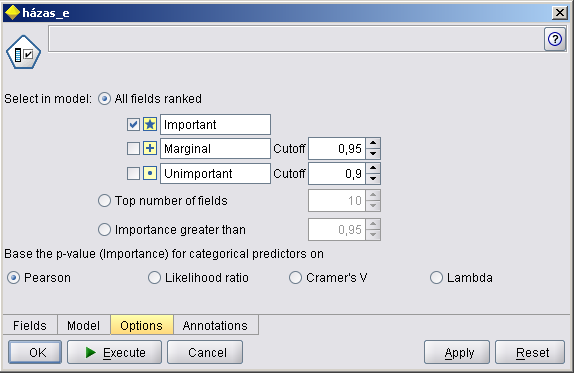 házas_e
Select in model: All fields ranked
Important
Marginal Cutoff 0,95
Unimportant Cutoff 0,9
Top number of fields 10
Importance greater than 0,95
Base the p-value (Importance) for categorical predictors on
Pearson Likelihood ratio Cramer's V Lambda
Fields Model Options Annotations
OK Execute Cancel Apply Reset